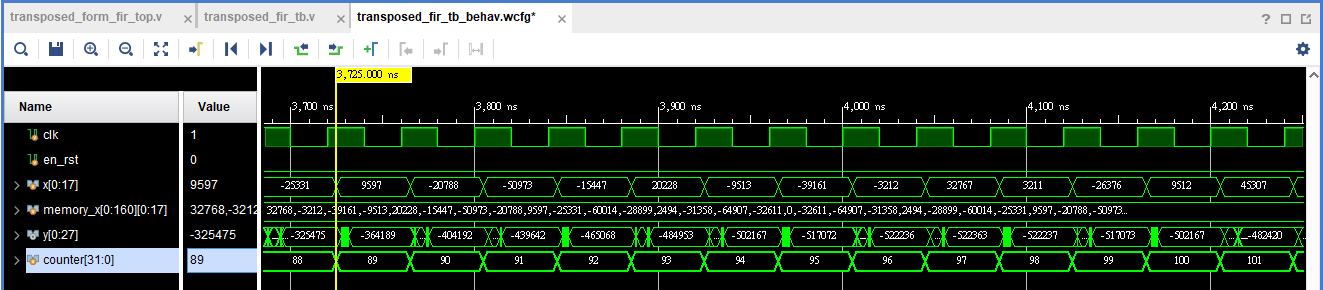 transposed_form_fir_top.v × transposed_fir_tb.v × transposed_fir_tb_behav.wcfg* ×
?
3,725.000 ns
Name Value
3,700 ns 3,800 ns 3,900 ns 4,000 ns 4,100 ns 4,200 ns
clk 1
en_rst 0
x[0:17] 9597 -25331 9597 -20788 -50973 -15447 20228 -9513 -39161 -3212 32767 3211 -26376 9512 45307
memory_x[0:160][0:17] 32768,-3212 32768,-3212,-39161,-9513,20228,-15447,-50973,-20788,9597,-25331,-60014,-28899,2494,-31358,-64907,-32611,0,-32611,-64907,-31358,2494,-28899,-60014,-25331,9597,-20788,-50973...
y[0:27] -325475 -325475 -364189 ... -404192 -439642 -465068 -484953 -502167 -517072 -522236 -522363 -522237 -517073 -502167 -482420
counter[31:0] 89 88 89 90 91 92 93 94 95 96 97 98 99 100 101